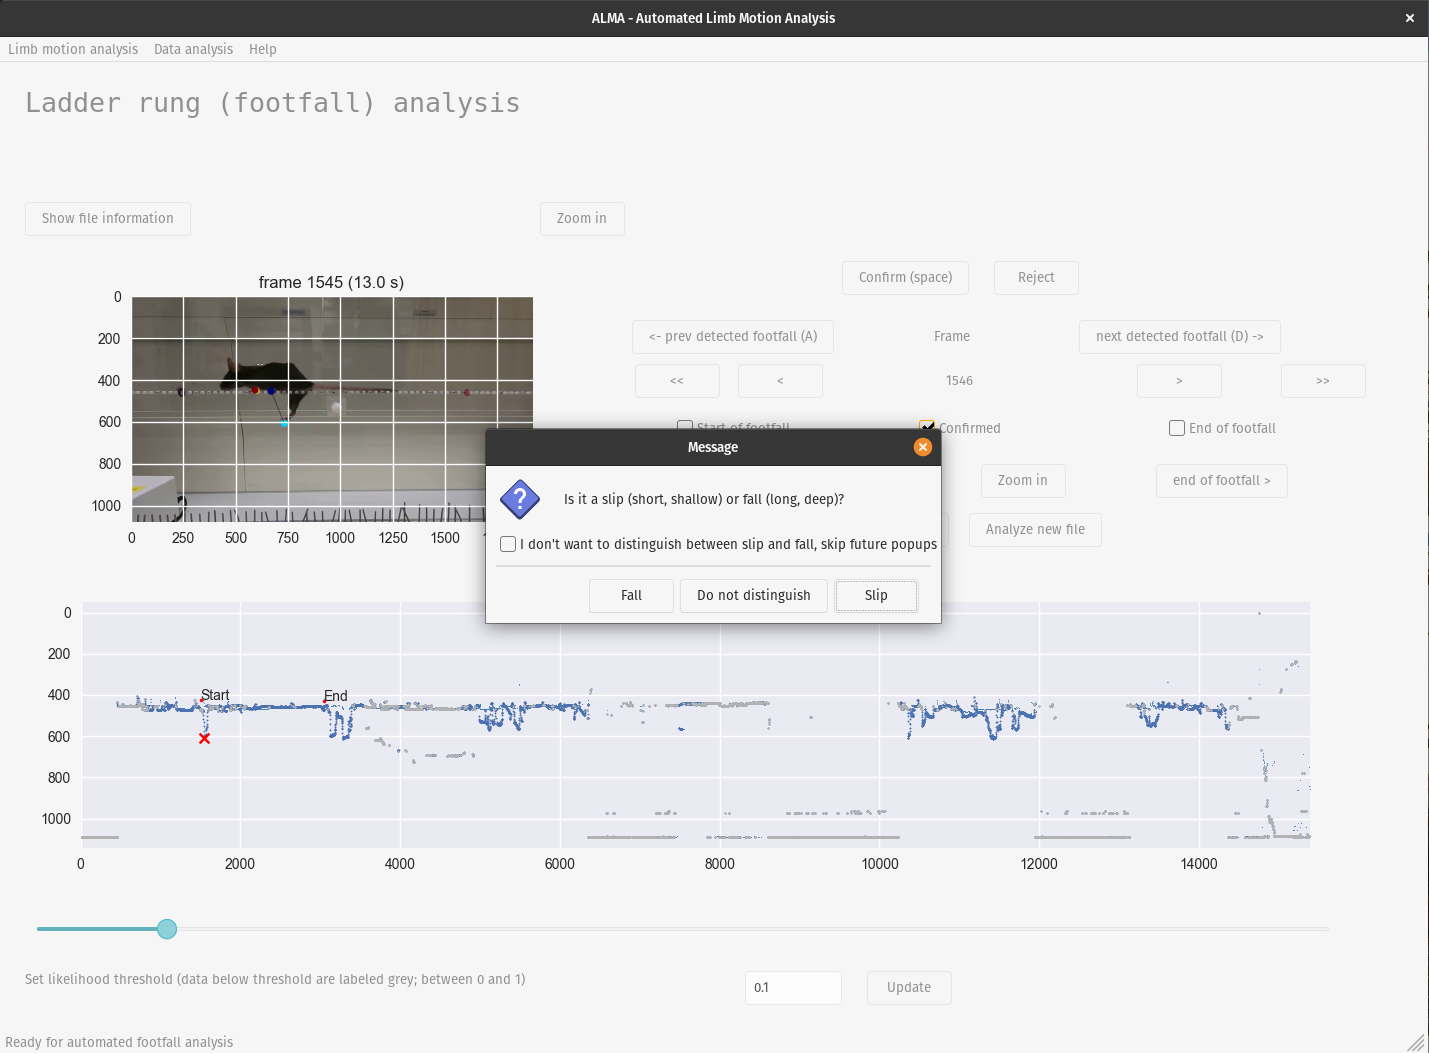 ALMA - Automated Limb Motion Analysis
Limb motion analysis Data analysis Help
Ladder rung (footfall) analysis
Show file information
Zoom in
frame 1545 (13.0 s)
0
200
400
600
800
1000
0 250 500 750 1000 1250 1500
Confirm (space) Reject
<- prev detected footfall (A) Frame next detected footfall (D) ->
<< < 1546 > >>
Start of footfall Confirmed End of footfall
Zoom in end of footfall >
Analyze new file
Message
Is it a slip (short, shallow) or fall (long, deep)?
I don't want to distinguish between slip and fall, skip future popups
Fall Do not distinguish Slip
0
200
400
600
800
1000
Start End
0 2000 4000 6000 8000 10000 12000 14000
Set likelihood threshold (data below threshold are labeled grey; between 0 and 1) 0.1 Update
Ready for automated footfall analysis